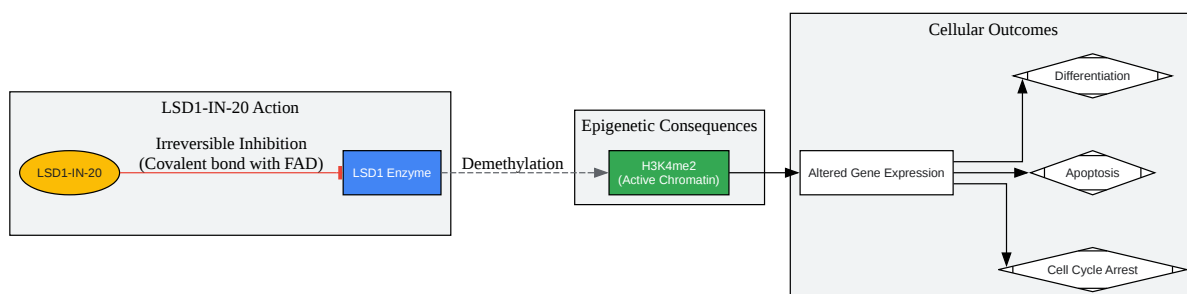 LSD1-IN-20 Action
LSD1-IN-20
Irreversible Inhibition
(Covalent bond with FAD)
LSD1 Enzyme
Demethylation
Epigenetic Consequences
H3K4me2
(Active Chromatin)
Cellular Outcomes
Altered Gene Expression
Differentiation
Apoptosis
Cell Cycle Arrest